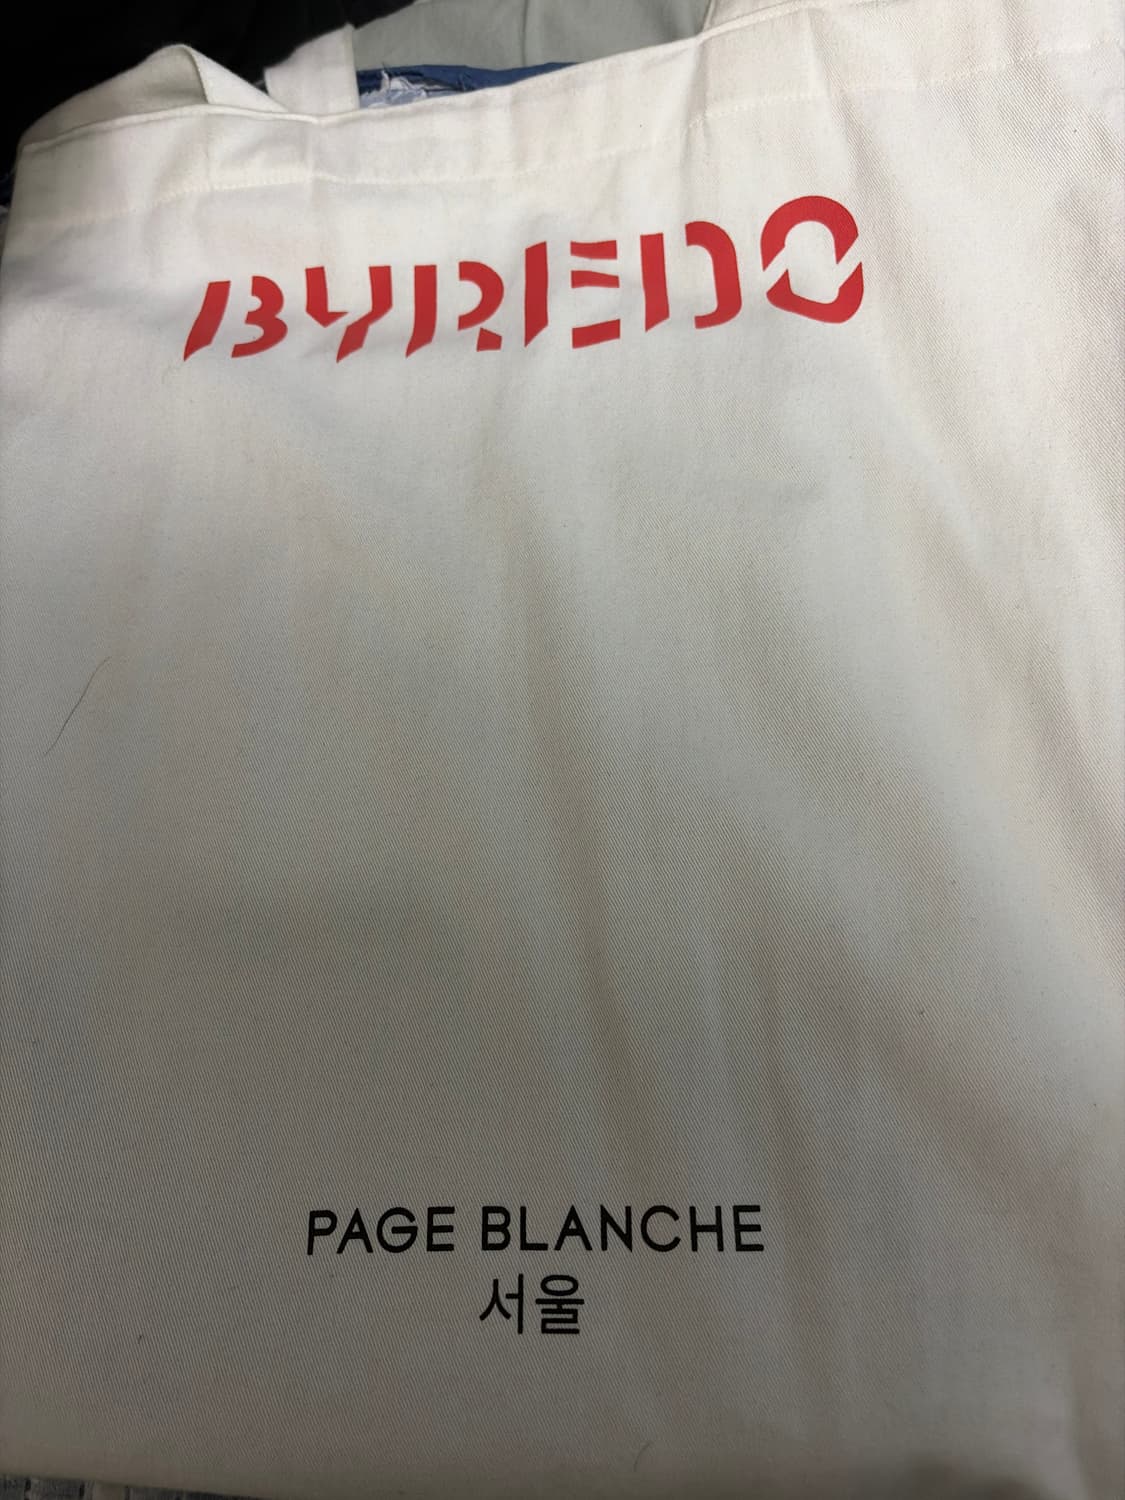 BYREDO
PAGE BLANCHE
서울